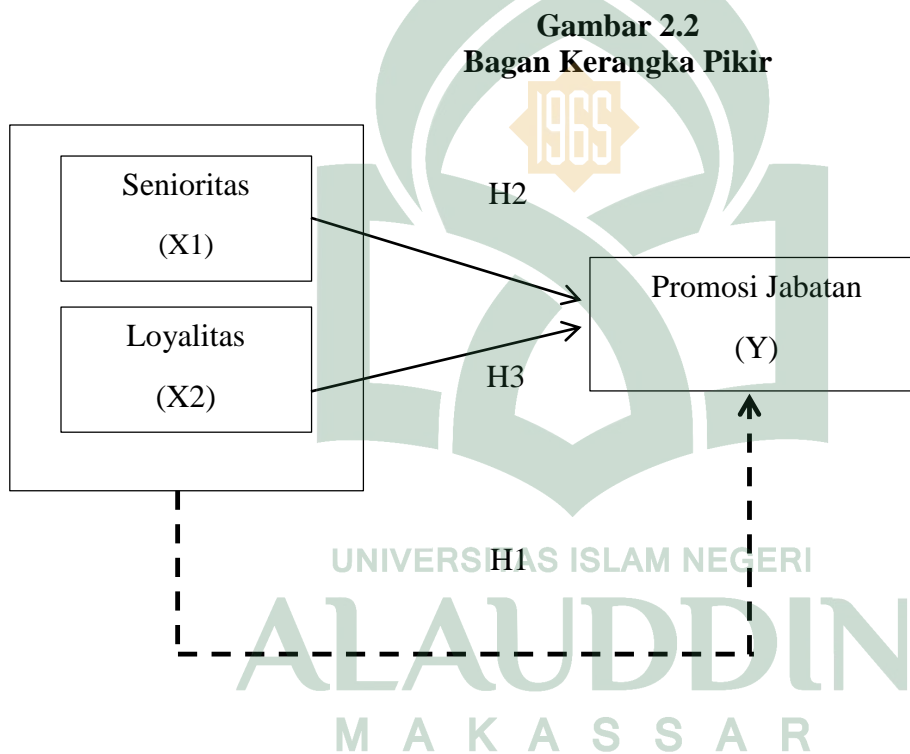 Gambar 2.2
Bagan Kerangka Pikir
1965
Senioritas
(X1)
H2
Promosi Jabatan
(Y)
Loyalitas
(X2)
H3
H1
UNIVERSITAS ISLAM NEGERI
ALAUDDIN
MAKASSAR